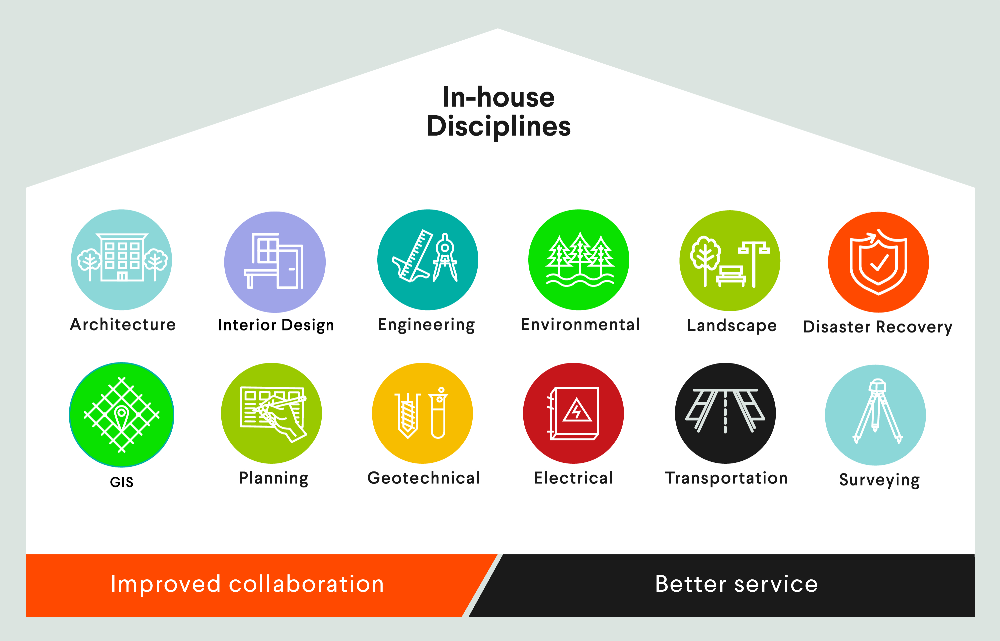 In-house
Disciplines
Architecture
Interior Design
Engineering
Environmental
Landscape
Disaster Recovery
GIS
Planning
Geotechnical
Electrical
Transportation
Surveying
Improved collaboration
Better service